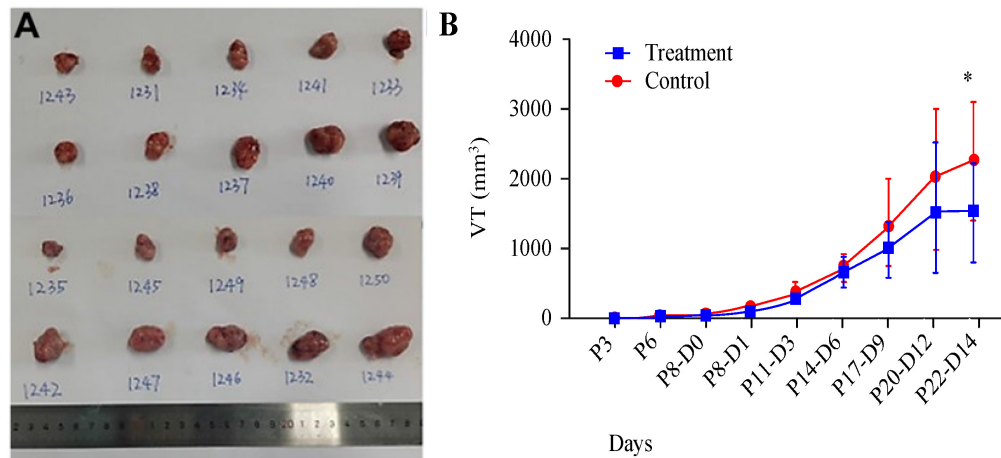 A
1243 1231 1234 1241 1233
1236 1238 1237 1240 1239
1235 1245 1249 1248 1250
1242 1247 1246 1232 1244
B
4000
3000
2000
1000
0
VT (mm³)
Treatment
Control
*
P3 P6 P8-D0 P8-D1 P11-D3 P14-D6 P17-D9 P20-D12 P22-D14
Days